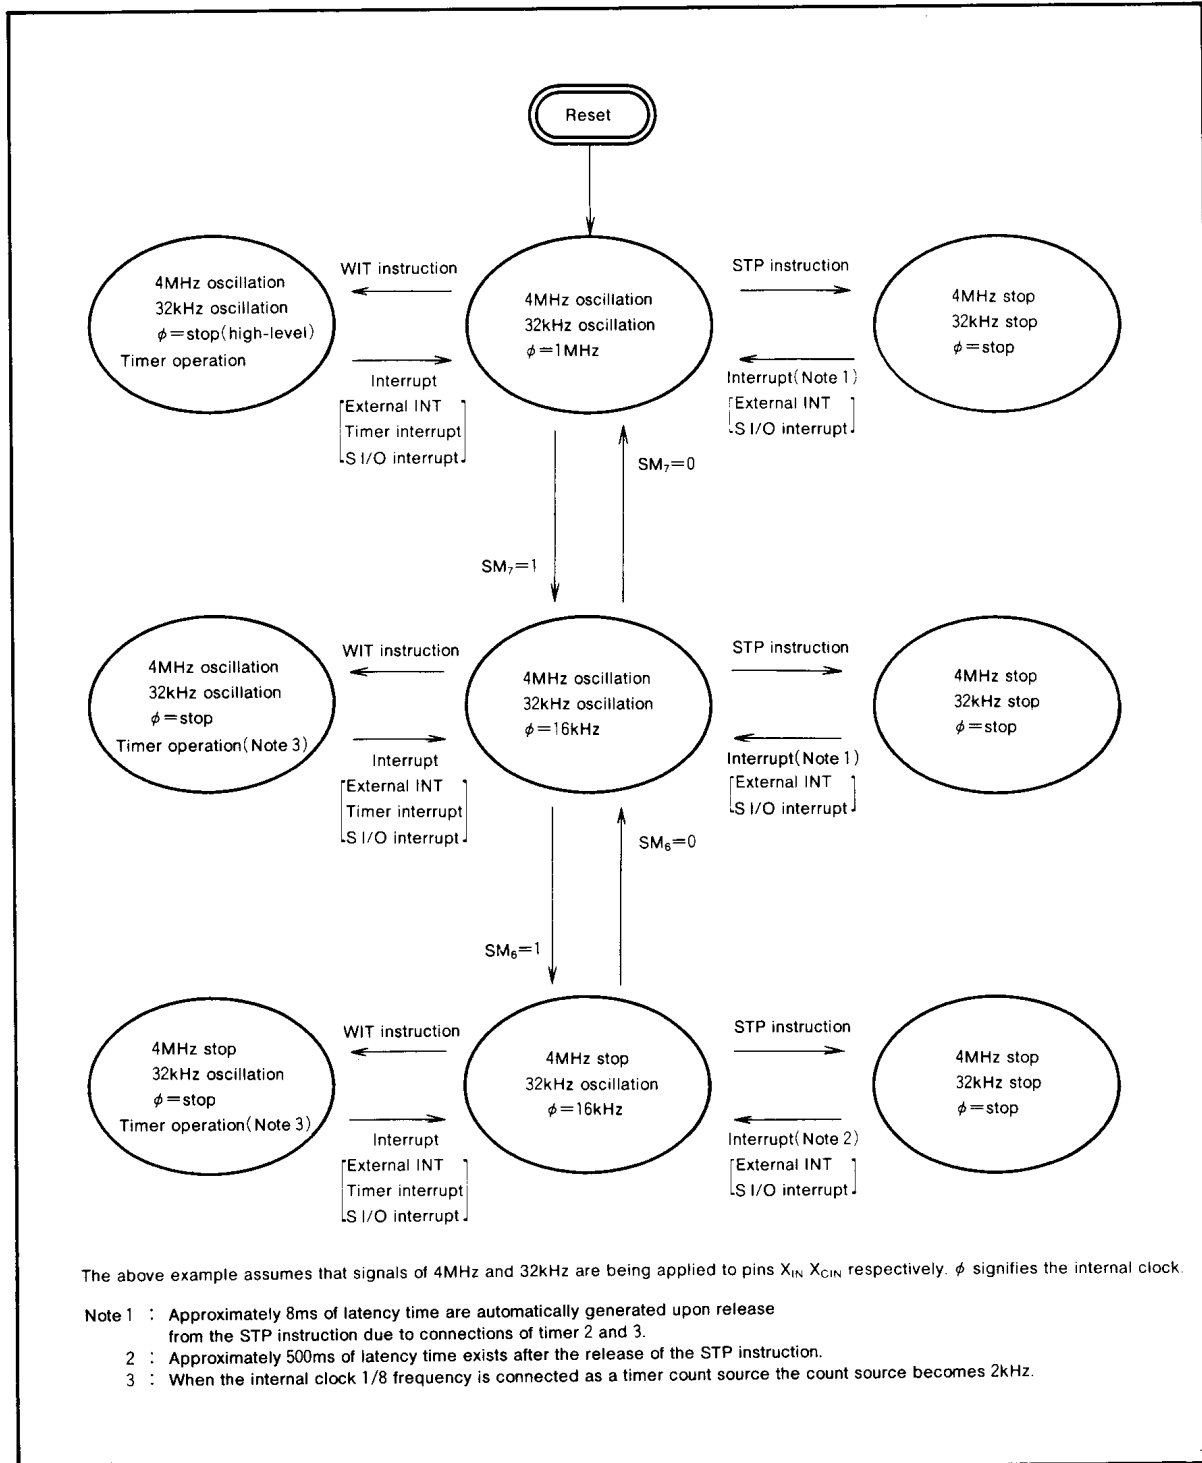 Reset
WIT instruction
STP instruction
4MHz oscillation
32kHz oscillation
φ=stop(high-level)
Timer operation
4MHz oscillation
32kHz oscillation
φ=1MHz
4MHz stop
32kHz stop
φ=stop
Interrupt
External INT
Timer interrupt
S I/O interrupt
Interrupt(Note 1)
External INT
S I/O interrupt
SM₇=0
SM₇=1
WIT instruction
STP instruction
4MHz oscillation
32kHz oscillation
φ=stop
Timer operation(Note 3)
4MHz oscillation
32kHz oscillation
φ=16kHz
4MHz stop
32kHz stop
φ=stop
Interrupt
External INT
Timer interrupt
S I/O interrupt
Interrupt(Note 1)
External INT
S I/O interrupt
SM₆=0
SM₆=1
WIT instruction
STP instruction
4MHz stop
32kHz oscillation
φ=stop
Timer operation(Note 3)
4MHz stop
32kHz oscillation
φ=16kHz
4MHz stop
32kHz stop
φ=stop
Interrupt
External INT
Timer interrupt
S I/O interrupt
Interrupt(Note 2)
External INT
S I/O interrupt
The above example assumes that signals of 4MHz and 32kHz are being applied to pins X_IN X_CIN respectively. φ signifies the internal clock.
Note 1 : Approximately 8ms of latency time are automatically generated upon release
from the STP instruction due to connections of timer 2 and 3.
2 : Approximately 500ms of latency time exists after the release of the STP instruction.
3 : When the internal clock 1/8 frequency is connected as a timer count source the count source becomes 2kHz.